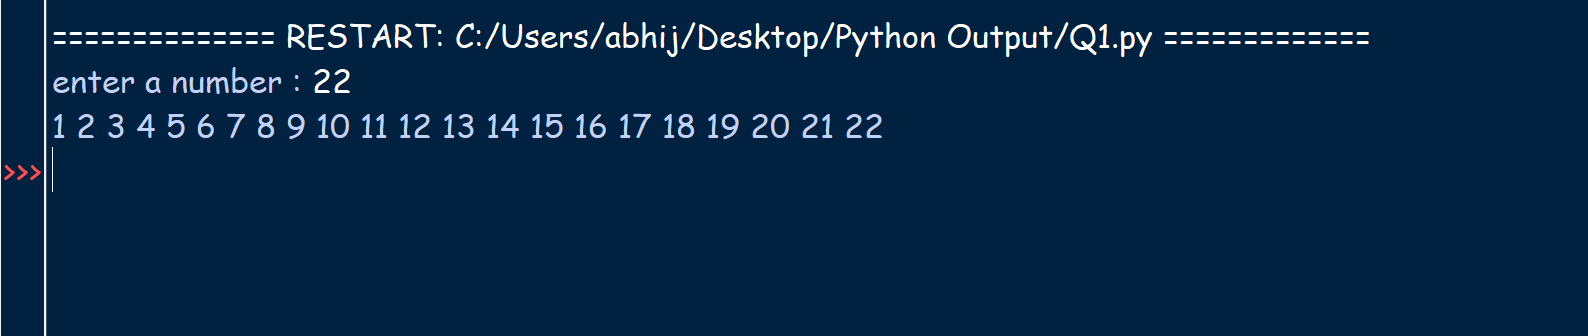 ============== RESTART: C:/Users/abhij/Desktop/Python Output/Q1.py =============
enter a number : 22
1 2 3 4 5 6 7 8 9 10 11 12 13 14 15 16 17 18 19 20 21 22
>>>